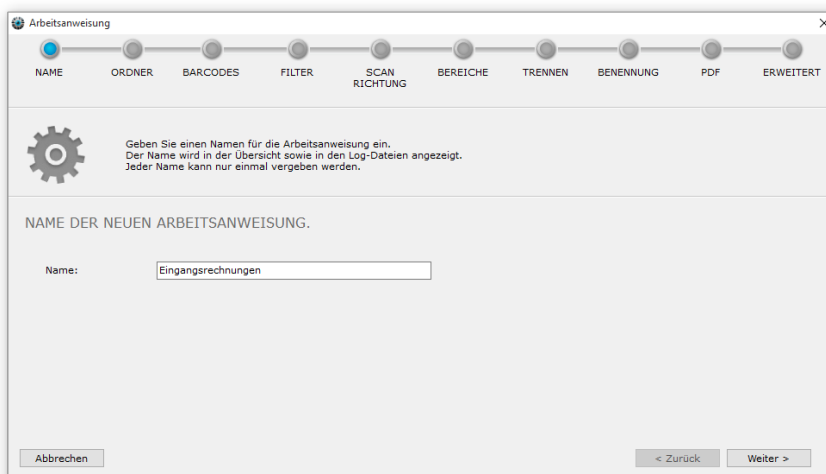 Arbeitsanweisung
NAME
ORDNER
BARCODES
FILTER
SCAN
RICHTUNG
BEREICHE
TRENNEN
BENENNUNG
PDF
ERWEITERT
Geben Sie einen Namen für die Arbeitsanweisung ein.
Der Name wird in der Übersicht sowie in den Log-Dateien angezeigt.
Jeder Name kann nur einmal vergeben werden.
NAME DER NEUEN ARBEITSANWEISUNG.
Name:
Eingangsrechnungen
Abbrechen
< Zurück
Weiter >